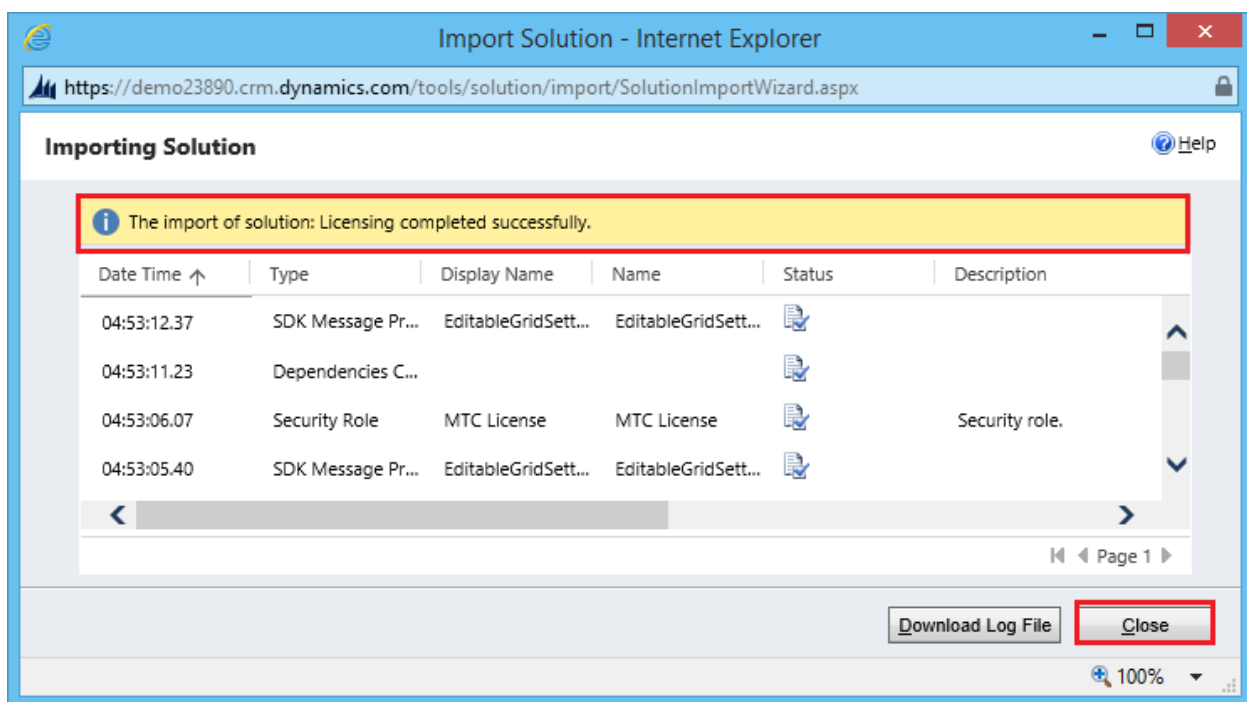 Import Solution - Internet Explorer
https://demo23890.crm.dynamics.com/tools/solution/import/SolutionImportWizard.aspx
Importing Solution
Help
The import of solution: Licensing completed successfully.
Date Time Type Display Name Name Status Description
04:53:12.37 SDK Message Pr... EditableGridSett... EditableGridSett...
04:53:11.23 Dependencies C...
04:53:06.07 Security Role MTC License MTC License Security role.
04:53:05.40 SDK Message Pr... EditableGridSett... EditableGridSett...
Page 1
Download Log File Close
100%